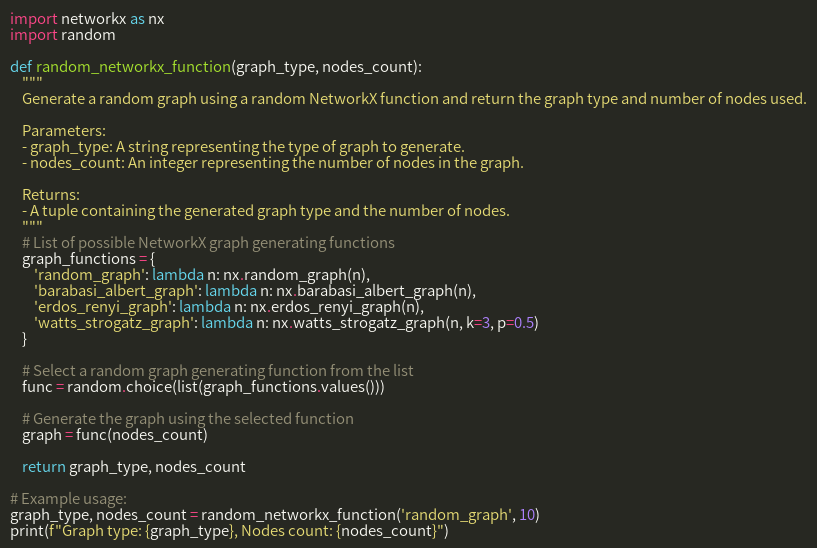 import networkx as nx
import random

def random_networkx_function(graph_type, nodes_count):
    """
    Generate a random graph using a random NetworkX function and return the graph type and number of nodes used.

    Parameters:
    - graph_type: A string representing the type of graph to generate.
    - nodes_count: An integer representing the number of nodes in the graph.

    Returns:
    - A tuple containing the generated graph type and the number of nodes.
    """
    # List of possible NetworkX graph generating functions
    graph_functions = {
        'random_graph': lambda n: nx.random_graph(n),
        'barabasi_albert_graph': lambda n: nx.barabasi_albert_graph(n),
        'erdos_renyi_graph': lambda n: nx.erdos_renyi_graph(n),
        'watts_strogatz_graph': lambda n: nx.watts_strogatz_graph(n, k=3, p=0.5)
    }

    # Select a random graph generating function from the list
    func = random.choice(list(graph_functions.values()))

    # Generate the graph using the selected function
    graph = func(nodes_count)

    return graph_type, nodes_count

# Example usage:
graph_type, nodes_count = random_networkx_function('random_graph', 10)
print(f"Graph type: {graph_type}, Nodes count: {nodes_count}")